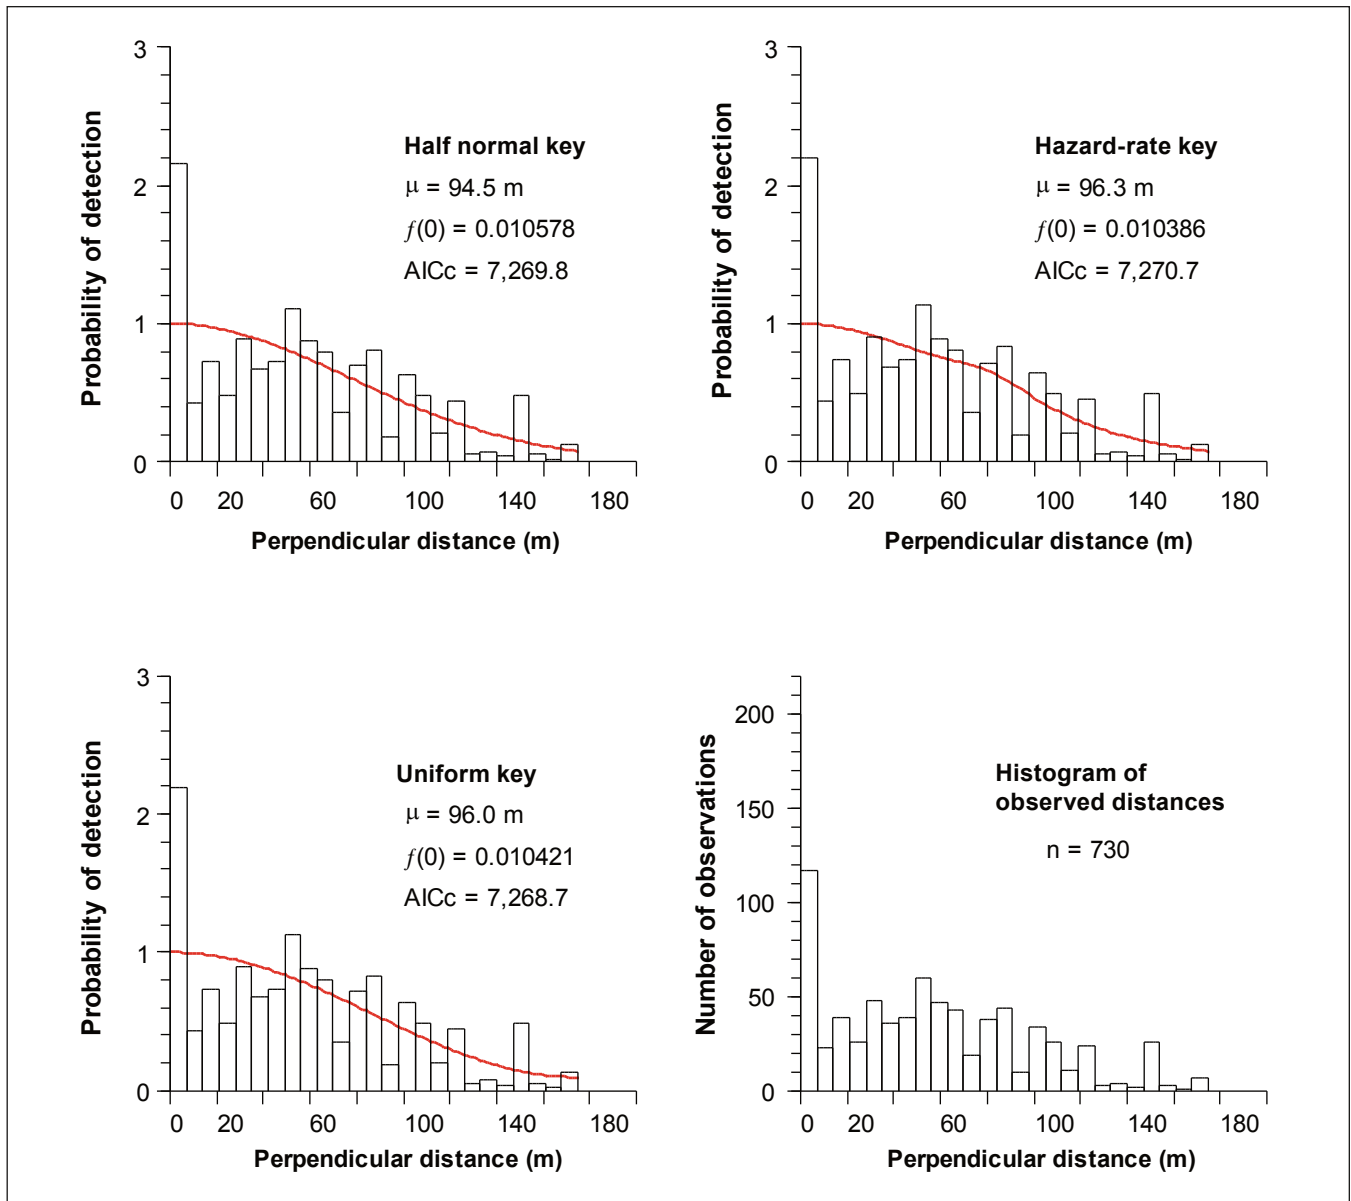 3
2
1
0
Probability of detection
Half normal key
μ = 94.5 m
f(0) = 0.010578
AICc = 7,269.8
0 20 60 100 140 180
Perpendicular distance (m)
3
2
1
0
Probability of detection
Hazard-rate key
μ = 96.3 m
f(0) = 0.010386
AICc = 7,270.7
0 20 60 100 140 180
Perpendicular distance (m)
3
2
1
0
Probability of detection
Uniform key
μ = 96.0 m
f(0) = 0.010421
AICc = 7,268.7
0 20 60 100 140 180
Perpendicular distance (m)
200
150
100
50
0
Number of observations
Histogram of
observed distances
n = 730
0 20 60 100 140 180
Perpendicular distance (m)